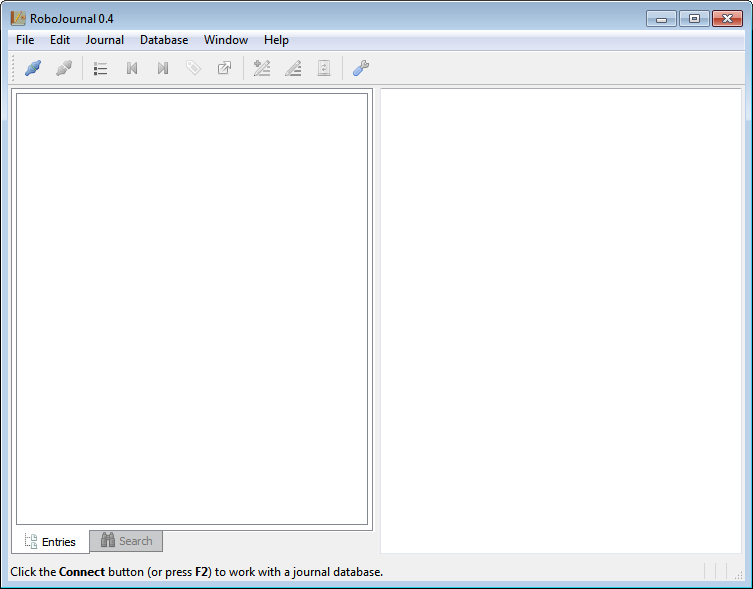 RoboJournal 0.4
File Edit Journal Database Window Help
Entries Search
Click the Connect button (or press F2) to work with a journal database.